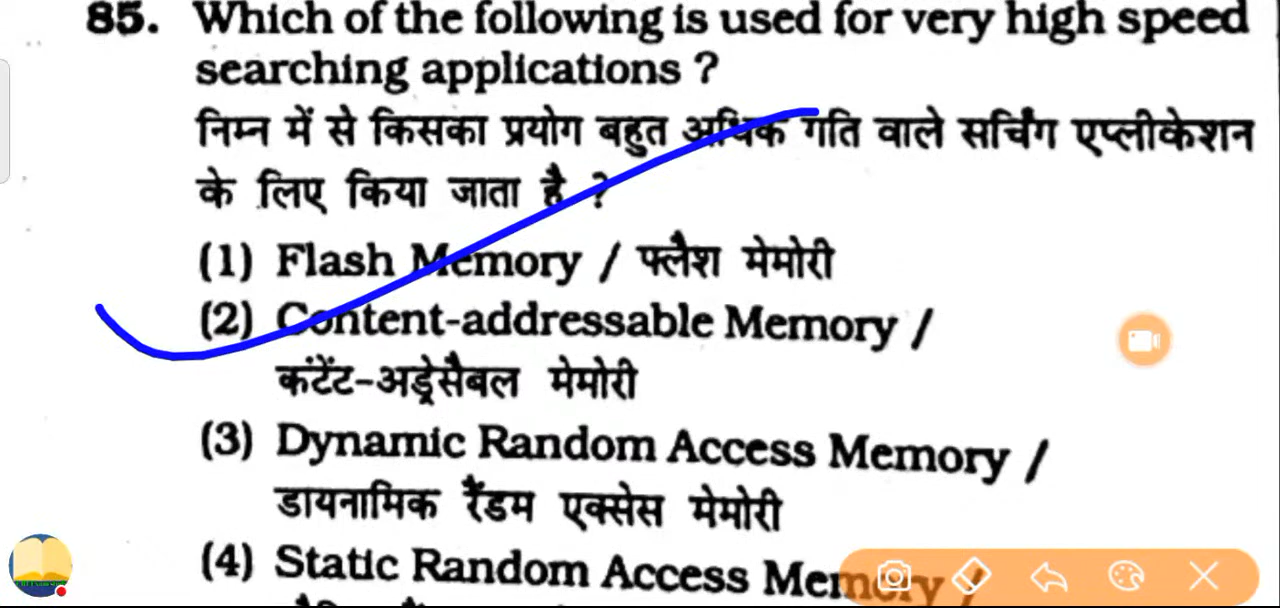 85. Which of the following is used for very high speed
searching applications ?
निम्न में से किसका प्रयोग बहुत अधिक गति वाले सर्चिंग एप्लीकेशन
के लिए किया जाता है ?
(1) Flash Memory / फ्लैश मेमोरी
(2) Content-addressable Memory /
कंटेंट-अड्रेसैबल मेमोरी
(3) Dynamic Random Access Memory /
डायनामिक रैंडम एक्सेस मेमोरी
(4) Static Random Access Memory /